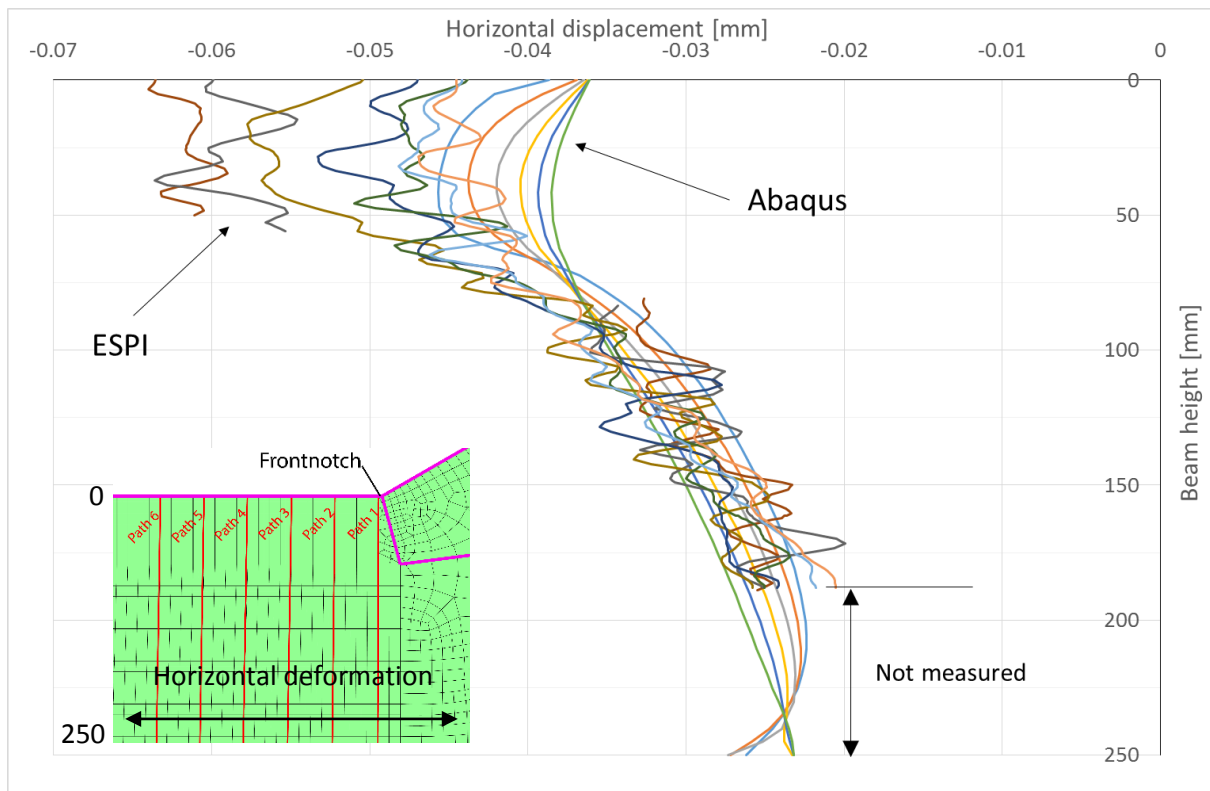 Horizontal displacement [mm]
-0.07 -0.06 -0.05 -0.04 -0.03 -0.02 -0.01 0
0
50
100
150
200
250
Beam height [mm]
Abaqus
ESPI
Not measured
Frontnotch
0
Path 6 Path 5 Path 4 Path 3 Path 2 Path 1
Horizontal deformation
250